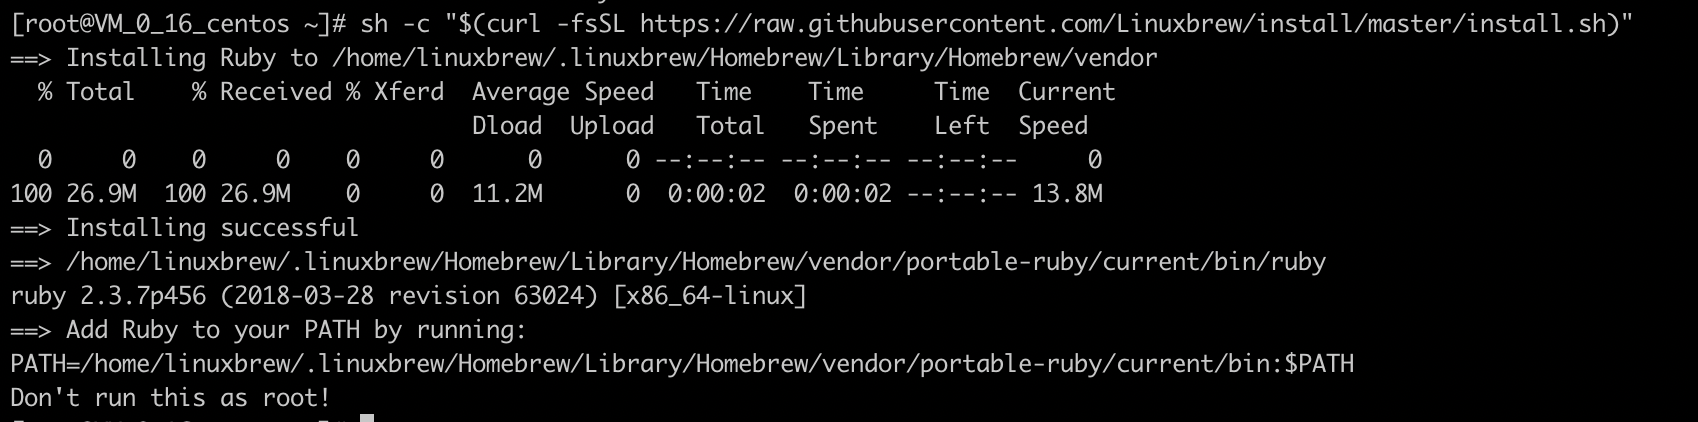 [root@VM_0_16_centos ~]# sh -c "$(curl -fsSL https://raw.githubusercontent.com/Linuxbrew/install/master/install.sh)"
==> Installing Ruby to /home/linuxbrew/.linuxbrew/Homebrew/Library/Homebrew/vendor
  % Total    % Received % Xferd  Average Speed   Time    Time     Time  Current
                                 Dload  Upload   Total   Spent    Left  Speed
  0     0    0     0    0     0      0      0 --:--:-- --:--:-- --:--:--     0
100 26.9M  100 26.9M    0     0  11.2M      0  0:00:02  0:00:02 --:--:-- 13.8M
==> Installing successful
==> /home/linuxbrew/.linuxbrew/Homebrew/Library/Homebrew/vendor/portable-ruby/current/bin/ruby
ruby 2.3.7p456 (2018-03-28 revision 63024) [x86_64-linux]
==> Add Ruby to your PATH by running:
PATH=/home/linuxbrew/.linuxbrew/Homebrew/Library/Homebrew/vendor/portable-ruby/current/bin:$PATH
Don't run this as root!